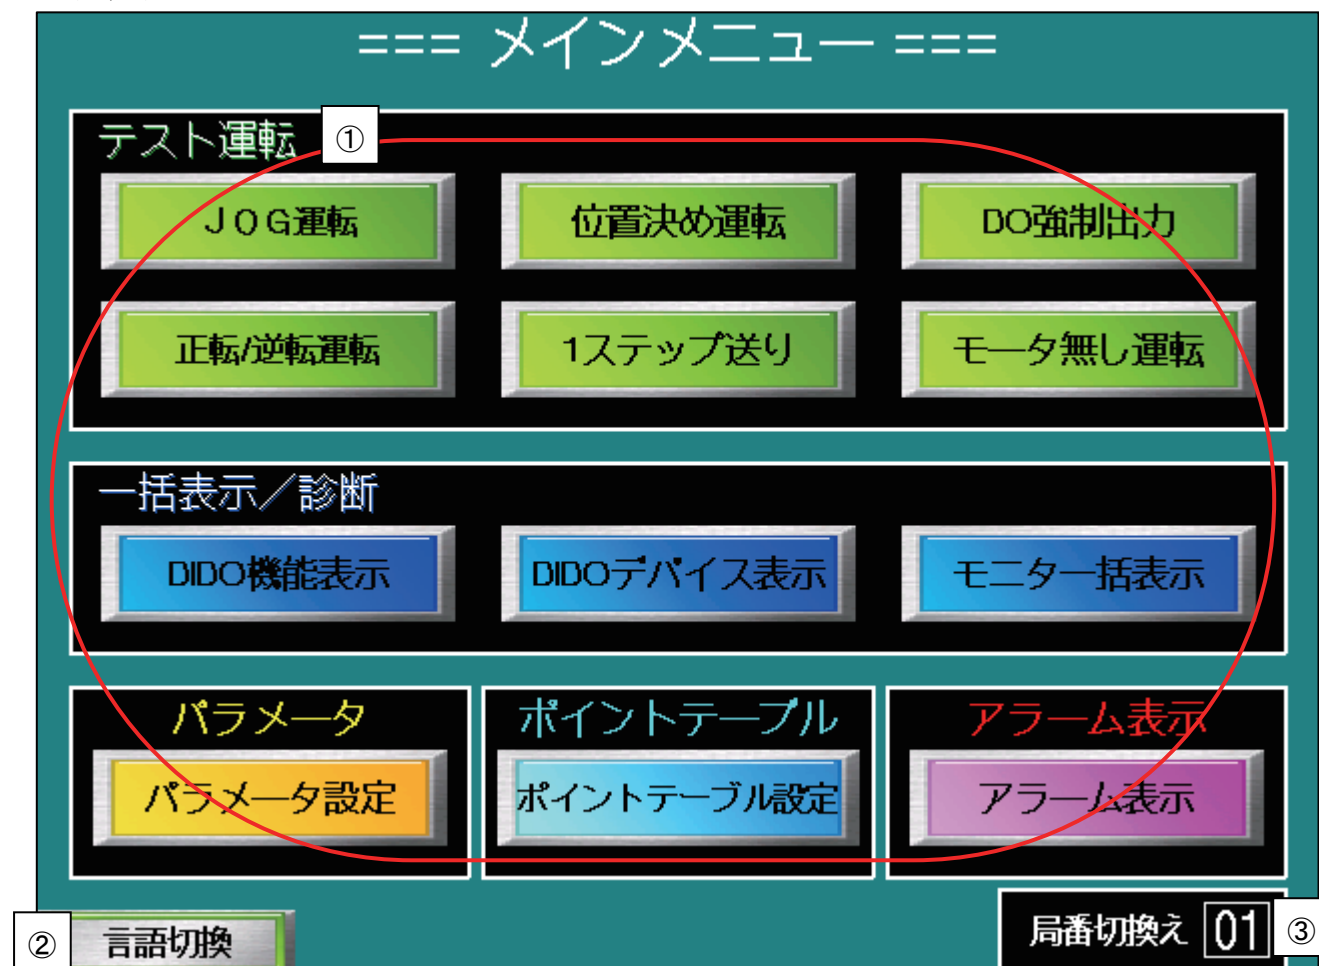 === メインメニュー ===
テスト運転 ①
JOG運転 位置決め運転 DO強制出力
正転/逆転運転 1ステップ送り モータ無し運転
一括表示/診断
DIDO機能表示 DIDOデバイス表示 モニター括表示
パラメータ ポイントテーブル アラーム表示
パラメータ設定 ポイントテーブル設定 アラーム表示
② 言語切換 局番切換え 01 ③